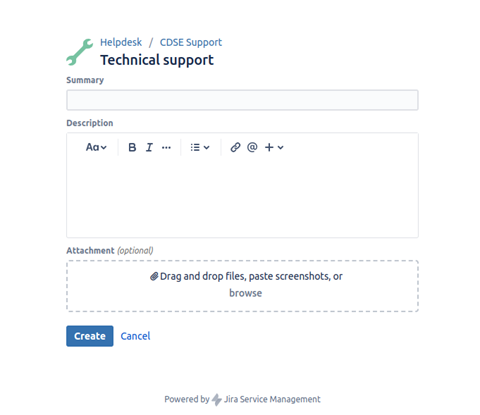 Helpdesk / CDSE Support
Technical support
Summary
Description
Aa B I ••• @ +
Attachment (optional)
Drag and drop files, paste screenshots, or
browse
Create Cancel
Powered by Jira Service Management